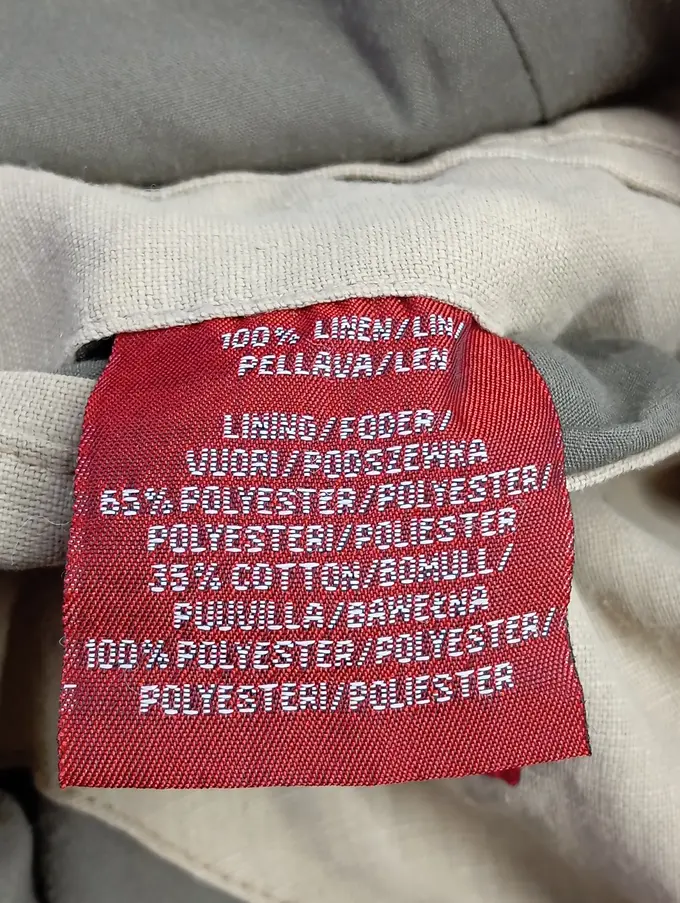 100% LINEN/LIN/
PELLAVA/LEN
LINING/FODER/
VUORI/PODSZEWKA
65% POLYESTER/POLYESTER/
POLYESTERI/POLIESTER
35% COTTON/BOMULL/
PUUVILLA/BAWEŁNA
100% POLYESTER/POLYESTER/
POLYESTERI/POLIESTER